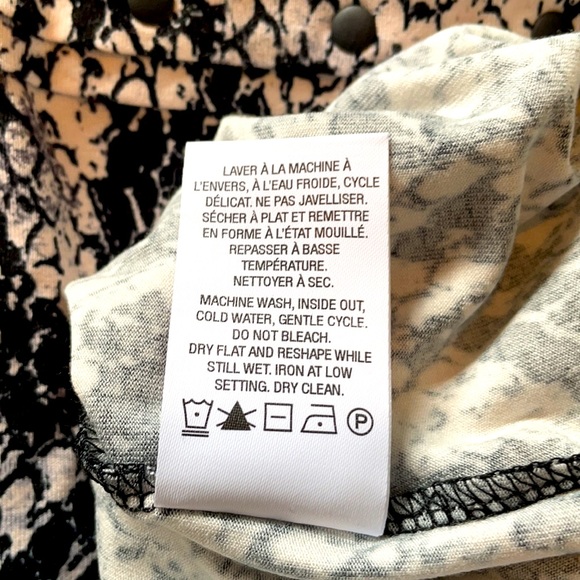 LAVER À LA MACHINE À
L'ENVERS, À L'EAU FROIDE, CYCLE
DÉLICAT. NE PAS JAVELLISER.
SÉCHER À PLAT ET REMETTRE
EN FORME À L'ÉTAT MOUILLÉ.
REPASSER À BASSE
TEMPÉRATURE.
NETTOYER À SEC.
MACHINE WASH, INSIDE OUT,
COLD WATER, GENTLE CYCLE.
DO NOT BLEACH.
DRY FLAT AND RESHAPE WHILE
STILL WET. IRON AT LOW
SETTING. DRY CLEAN.
P